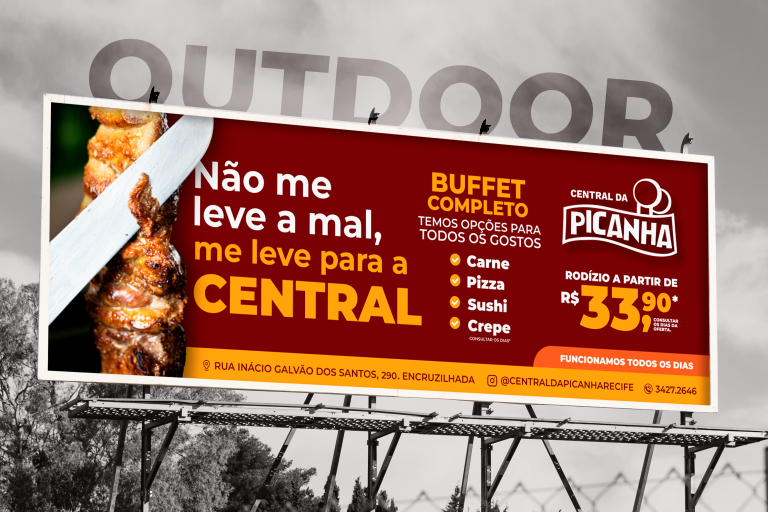 OUTDOOR
Não me
leve a mal,
me leve para a
CENTRAL
BUFFET
COMPLETO
TEMOS OPÇÕES PARA
TODOS OS GOSTOS
Carne
Pizza
Sushi
Crepe
CONSULTAR OS DIAS*
CENTRAL DA
PICANHA
RODÍZIO A PARTIR DE
R$33,90*
CONSULTAR
OS DIAS DA
OFERTA.
FUNCIONAMOS TODOS OS DIAS
RUA INÁCIO GALVÃO DOS SANTOS, 290. ENCRUZILHADA
@CENTRALDAPICANHARECIFE
3427.2646